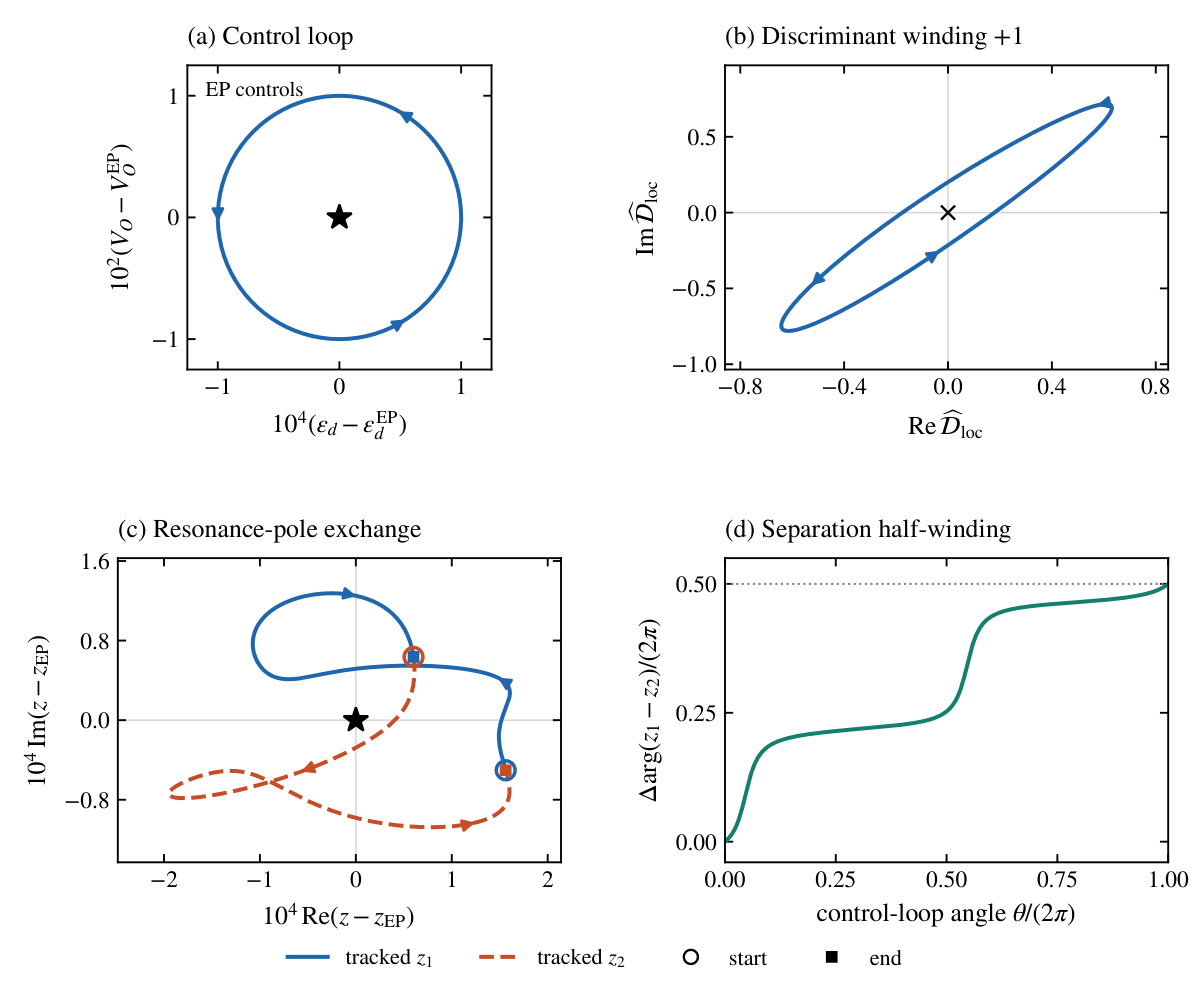 (a) Control loop
EP controls
1
0
−1
−1 0 1
10⁴(ε_d − ε_d^EP)
10²(V_O − V_O^EP)
(b) Discriminant winding +1
0.5
0.0
−0.5
−1.0
−0.8 −0.4 0.0 0.4 0.8
Re 𝒟̂_loc
Im 𝒟̂_loc
(c) Resonance-pole exchange
1.6
0.8
0.0
−0.8
−2 −1 0 1 2
10⁴ Re(z − z_EP)
10⁴ Im(z − z_EP)
(d) Separation half-winding
0.50
0.25
0.00
0.00 0.25 0.50 0.75 1.00
control-loop angle θ/(2π)
Δarg(z₁ − z₂)/(2π)
tracked z₁ tracked z₂ start end